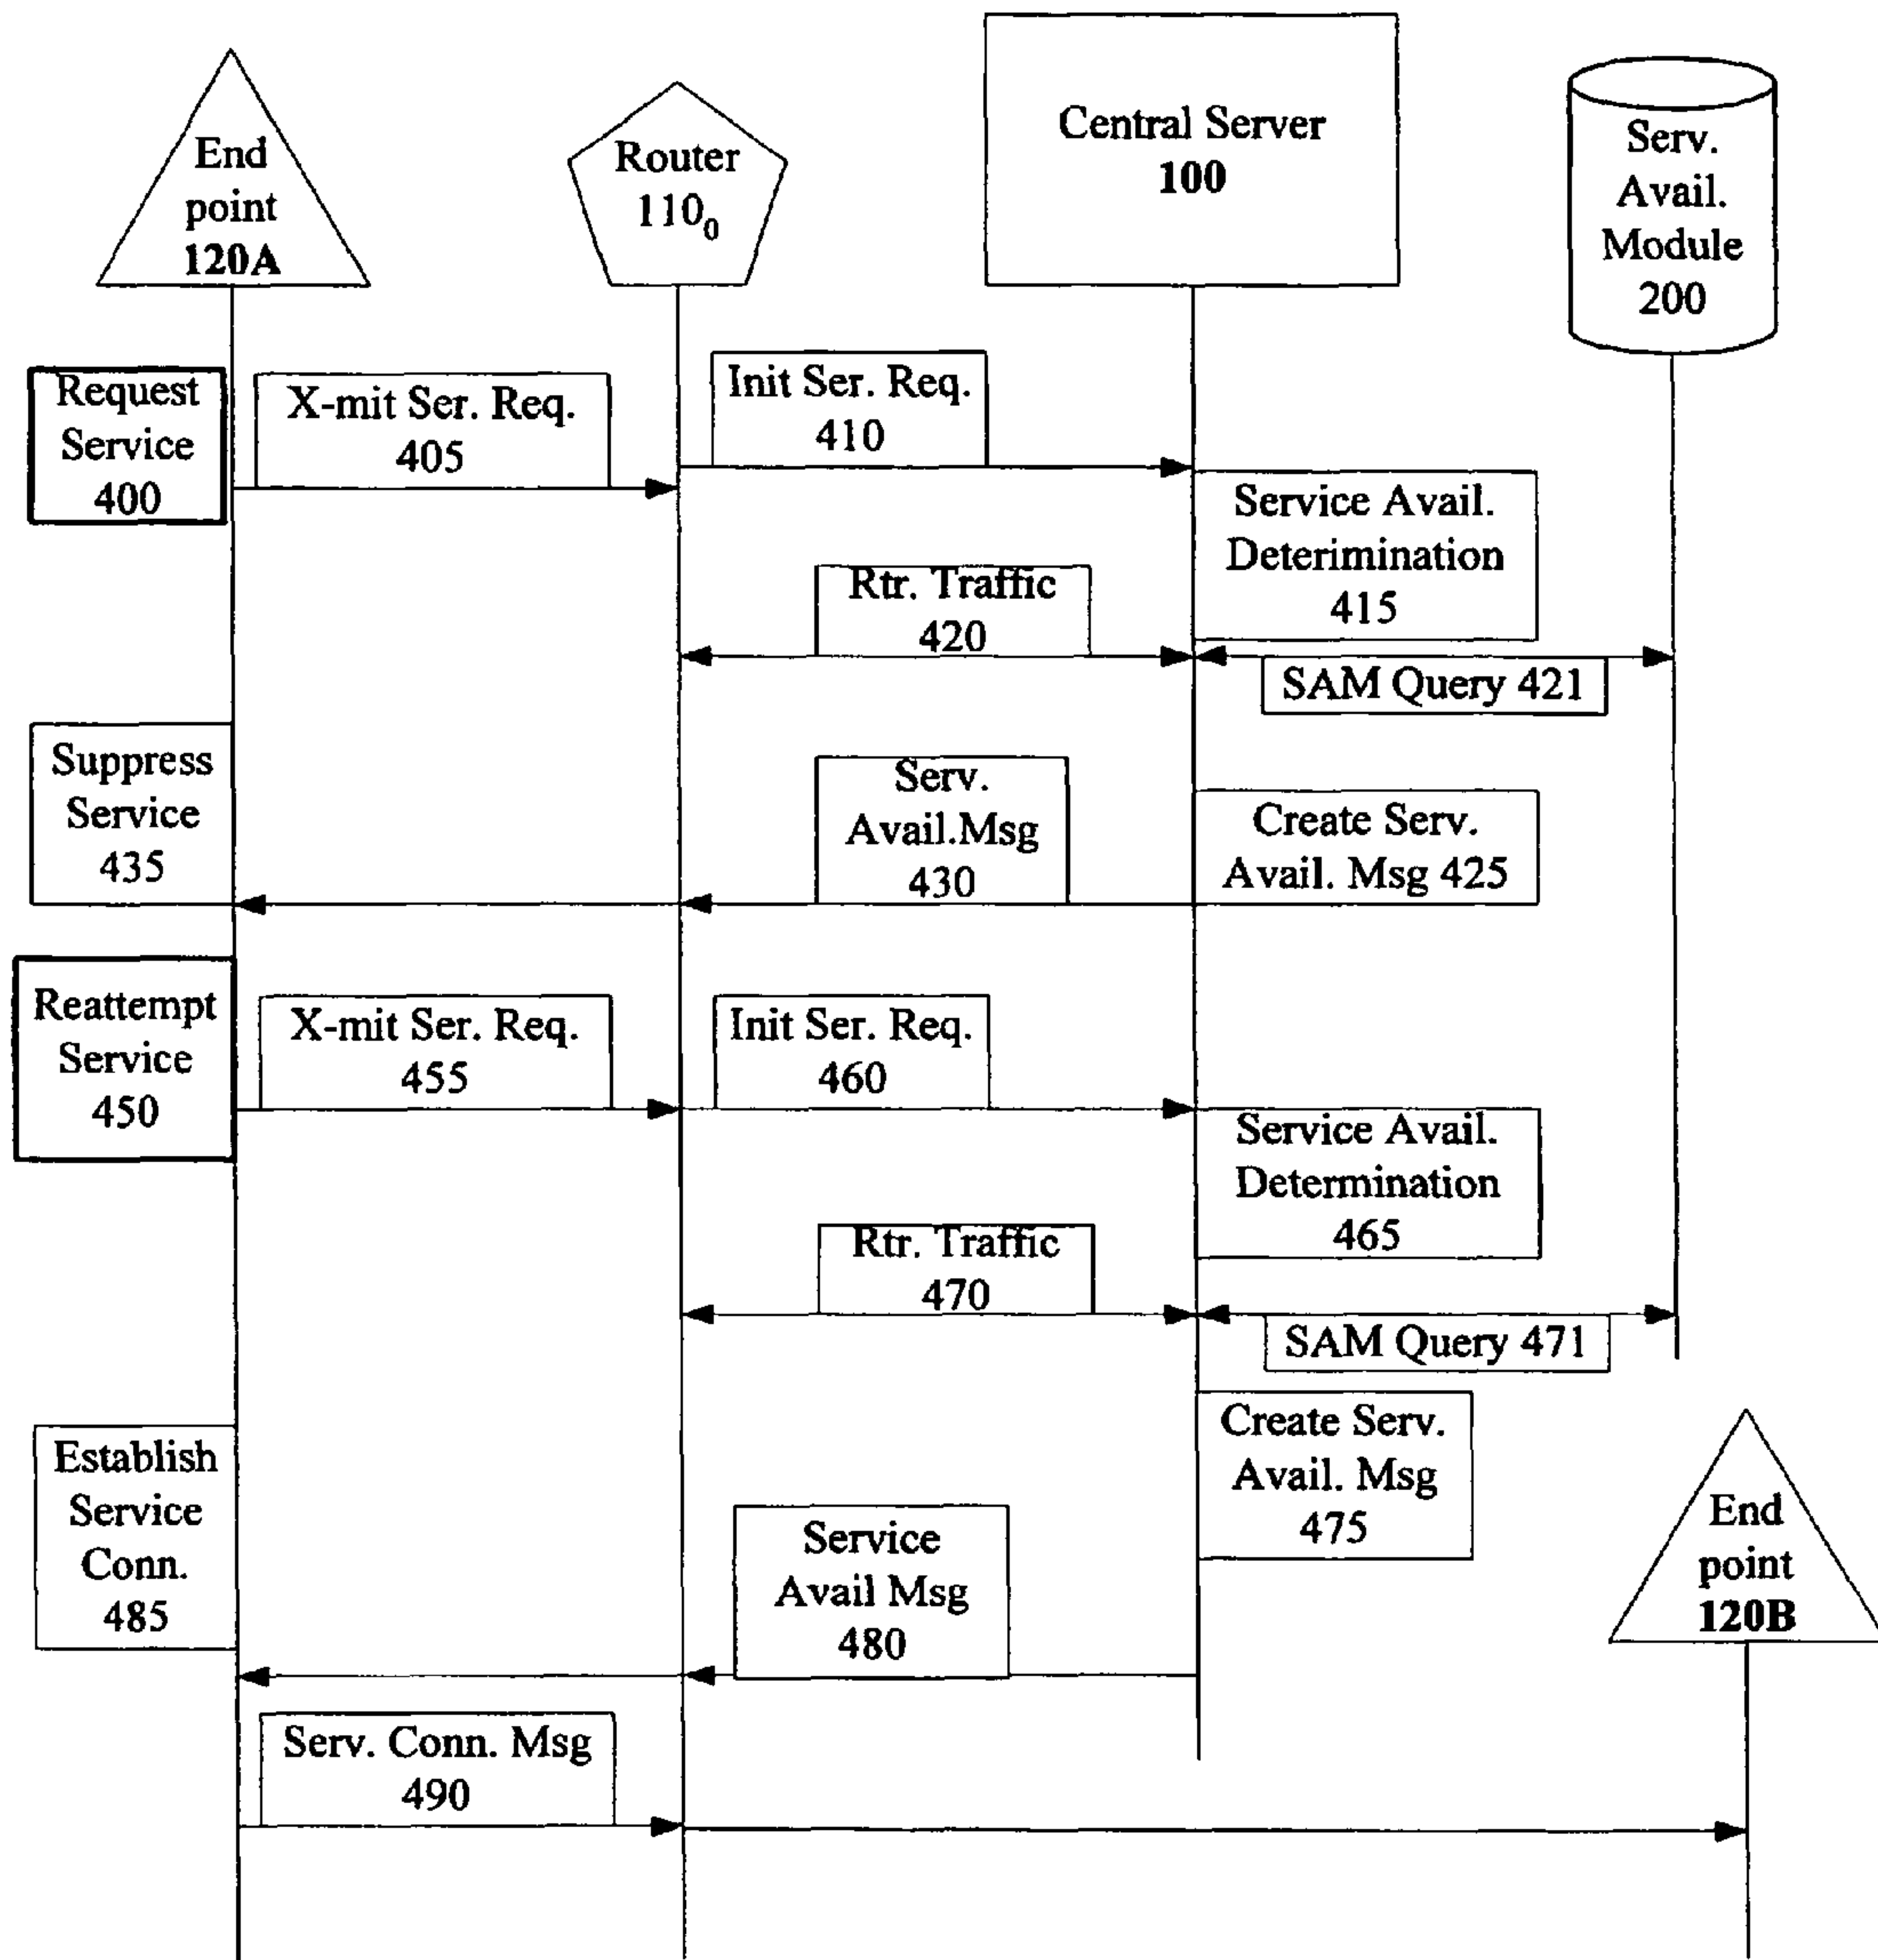 End
point
120A
Router
110₀
Central Server
100
Serv.
Avail.
Module
200
Request
Service
400
X-mit Ser. Req.
405
Init Ser. Req.
410
Service Avail.
Deterimination
415
Rtr. Traffic
420
SAM Query 421
Suppress
Service
435
Serv.
Avail.Msg
430
Create Serv.
Avail. Msg 425
Reattempt
Service
450
X-mit Ser. Req.
455
Init Ser. Req.
460
Service Avail.
Determination
465
Rtr. Traffic
470
SAM Query 471
Create Serv.
Avail. Msg
475
Establish
Service
Conn.
485
Service
Avail Msg
480
End
point
120B
Serv. Conn. Msg
490